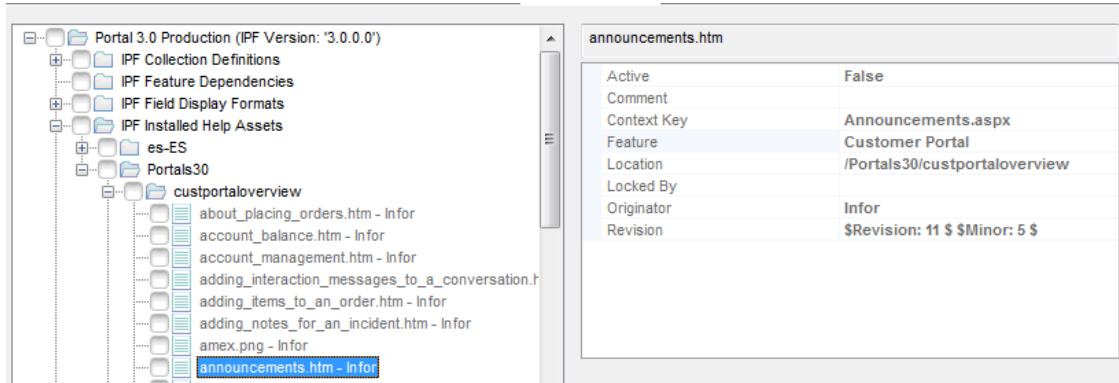 Portal 3.0 Production (IPF Version: '3.0.0.0')
IPF Collection Definitions
IPF Feature Dependencies
IPF Field Display Formats
IPF Installed Help Assets
es-ES
Portals30
custportaloverview
about_placing_orders.htm - Infor
account_balance.htm - Infor
account_management.htm - Infor
adding_interaction_messages_to_a_conversation.h
adding_items_to_an_order.htm - Infor
adding_notes_for_an_incident.htm - Infor
amex.png - Infor
announcements.htm - Infor
announcements.htm
Active False
Comment
Context Key Announcements.aspx
Feature Customer Portal
Location /Portals30/custportaloverview
Locked By
Originator Infor
Revision $Revision: 11 $ $Minor: 5 $